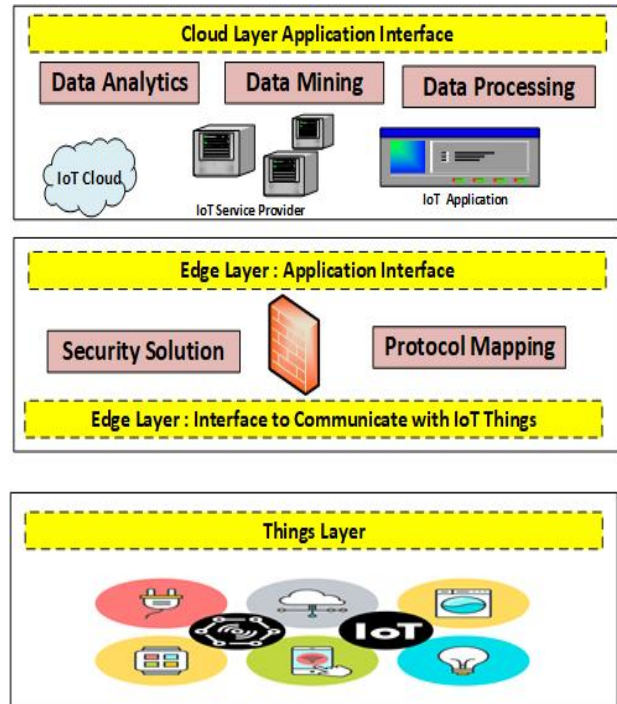 Cloud Layer Application Interface
Data Analytics
Data Mining
Data Processing
IoT Cloud
IoT Service Provider
IoT Application
Edge Layer : Application Interface
Security Solution
Protocol Mapping
Edge Layer : Interface to Communicate with IoT Things
Things Layer
IoT